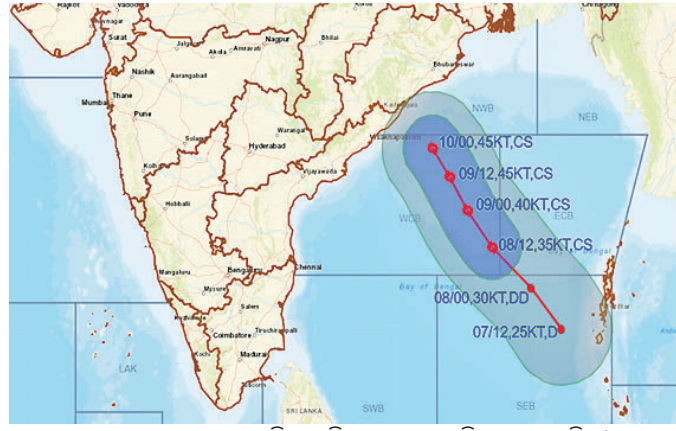 Rajkot
Vadodara
Surat
Jalgaon
Akola
Amravati
Nagpur
Bhilai
Nashik
Aurangabad
Bhubaneswar
Mumbai
Thane
Pune
Solapur
Warangal
Hyderabad
Visakhapatnam
Vijayawada
Hubballi
NWB
NEB
10/00,45KT,CS
09/12,45KT,CS
09/00,40KT,CS
WCB
ECB
08/12,35KT,CS
Mangaluru
Bengaluru
Chennai
Bay of Bengal
08/00,30KT,DD
Mysuru
Salem
07/12,25KT,D
Coimbatore
Tiruchirappalli
Kochi
Madurai
LAK
SRI LANKA
SWB
SEB